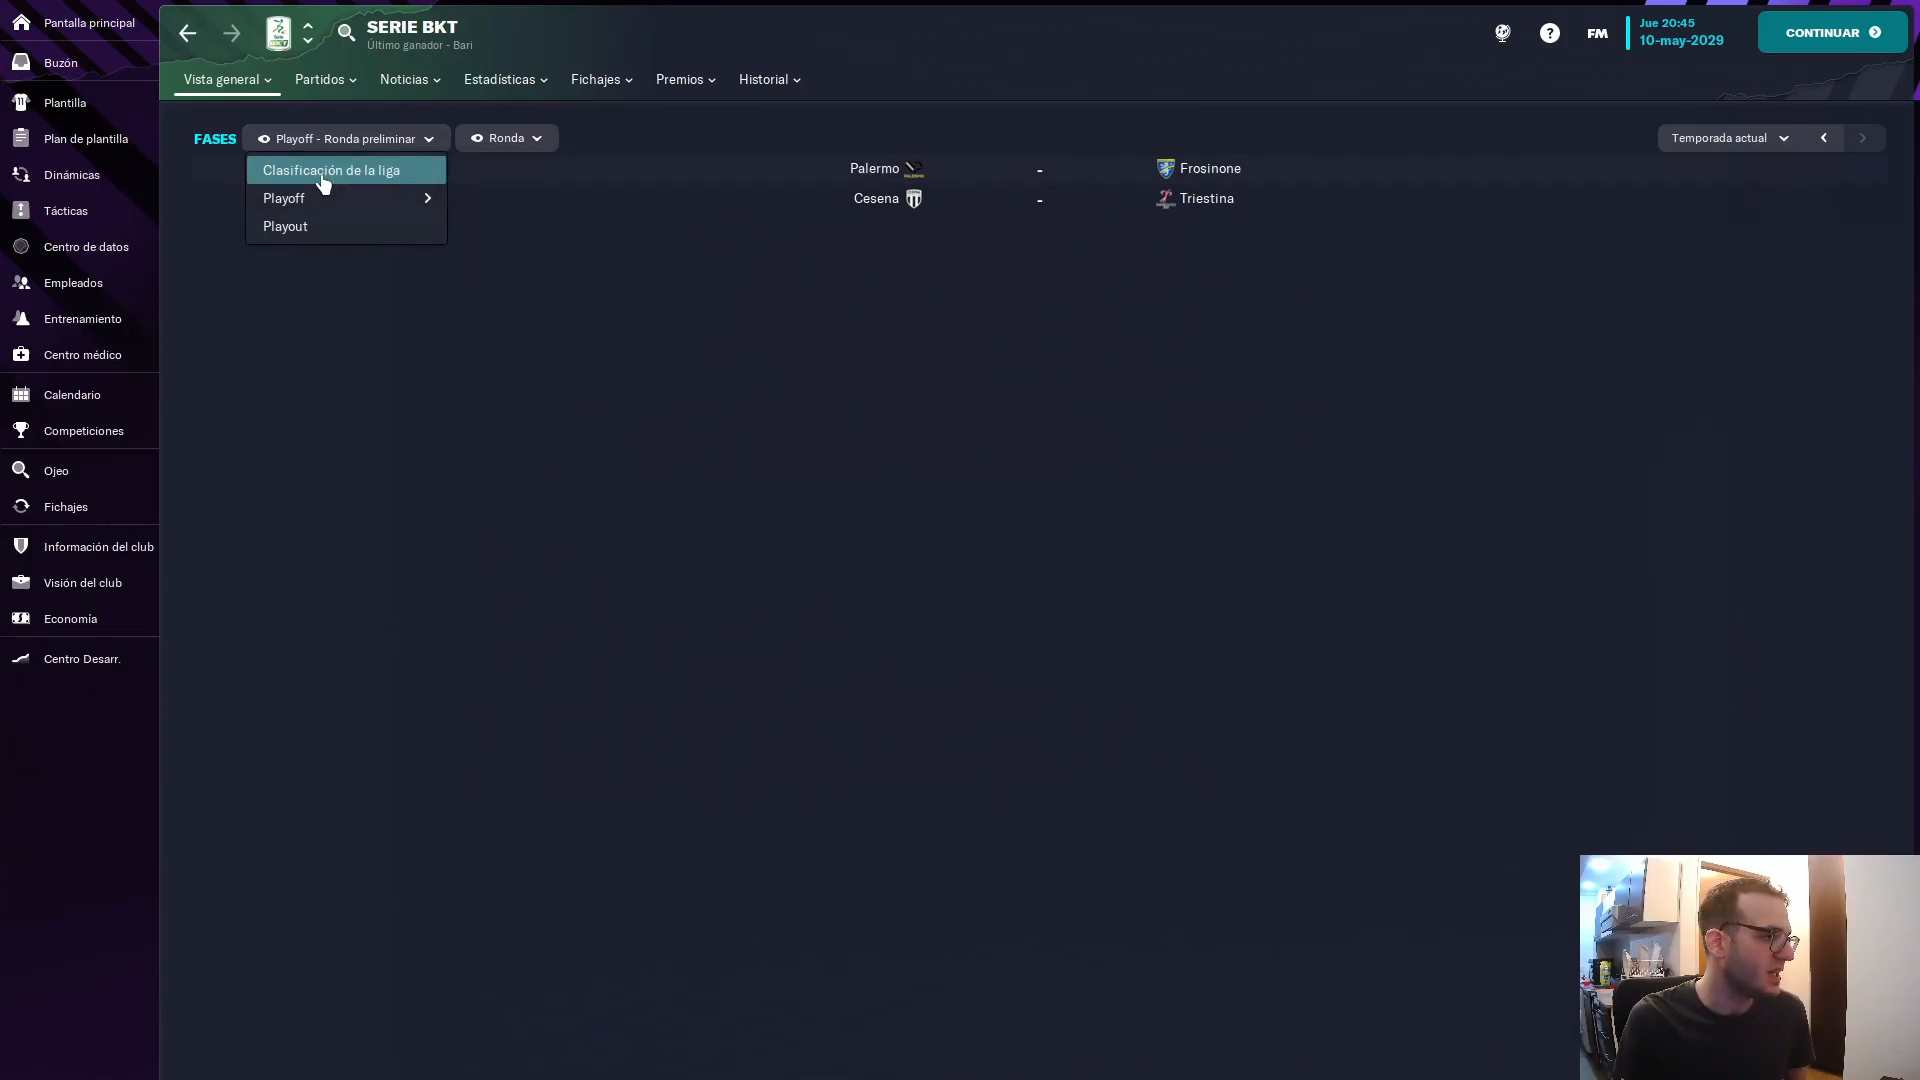 Pantalla principal
Buzón
Plantilla
Plan de plantilla
Dinámicas
Tácticas
Centro de datos
Empleados
Entrenamiento
Centro médico
Calendario
Competiciones
Ojeo
Fichajes
Información del club
Visión del club
Economía
Centro Desarr.
SERIE BKT
Último ganador - Bari
FM
Jue 20:45
10-may-2029
CONTINUAR
Vista general
Partidos
Noticias
Estadísticas
Fichajes
Premios
Historial
FASES
Playoff - Ronda preliminar
Ronda
Temporada actual
Clasificación de la liga
Playoff
Playout
Palermo - Frosinone
Cesena - Triestina